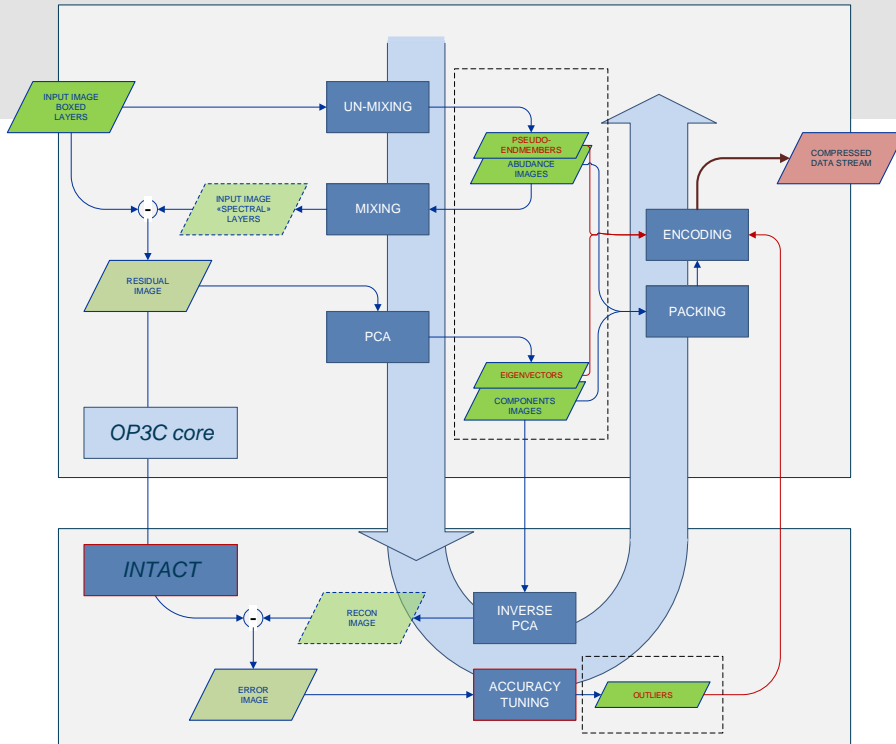 INPUT IMAGE
BOXED
LAYERS
UN-MIXING
PSEUDO-
ENDMEMBERS
ABUDANCE
IMAGES
COMPRESSED
DATA STREAM
INPUT IMAGE
«SPECTRAL»
LAYERS
MIXING
-
ENCODING
RESIDUAL
IMAGE
PACKING
PCA
EIGENVECTORS
COMPONENTS
IMAGES
OP3C core
INTACT
-
RECON
IMAGE
INVERSE
PCA
ERROR
IMAGE
ACCURACY
TUNING
OUTLIERS